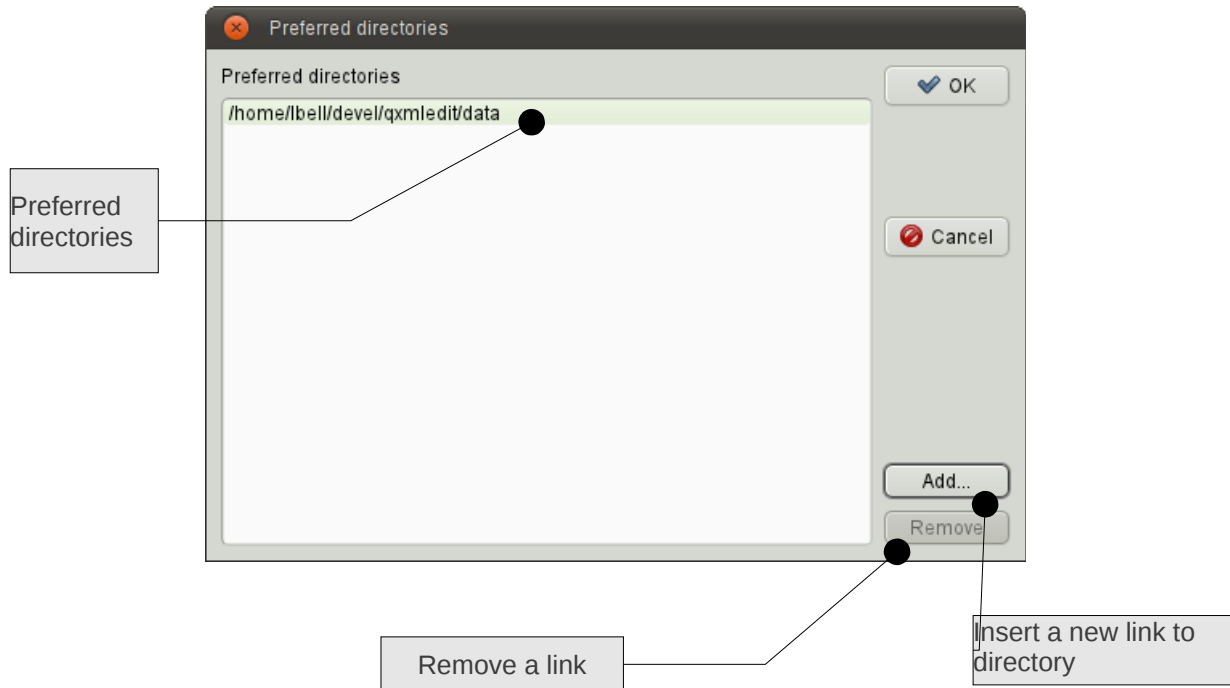 Preferred directories
Preferred directories
OK
/home/lbell/devel/qxmledit/data
Preferred
directories
Cancel
Add...
Remove
Insert a new link to
directory
Remove a link